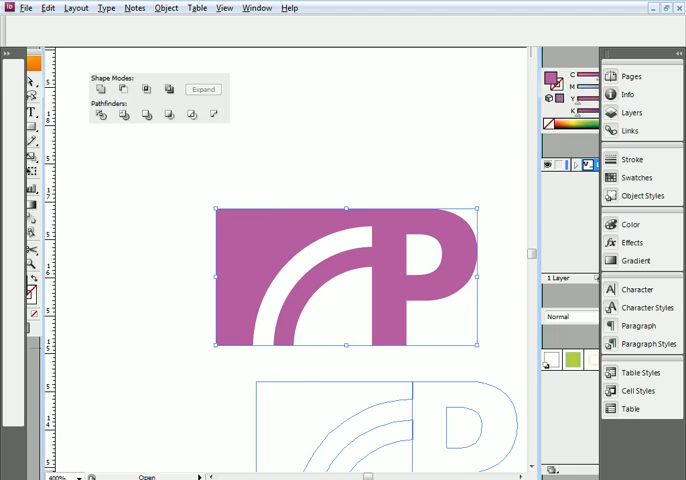 File Edit Layout Type Notes Object Table View Window Help
Shape Modes:
Expand
Pathfinders:
P
C
M
Y
K
1 Layer
Normal
Pages
Info
Layers
Links
Stroke
Swatches
Object Styles
Color
Effects
Gradient
Character
Character Styles
Paragraph
Paragraph Styles
Table Styles
Cell Styles
Table
400%
Open